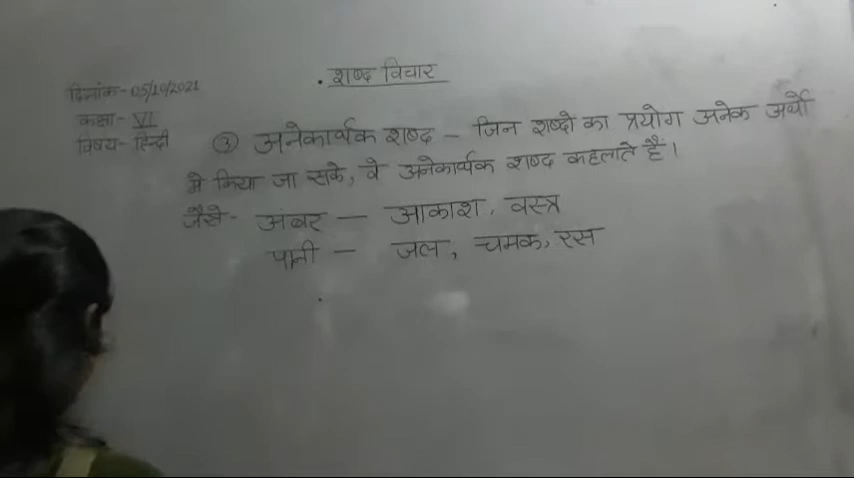 शब्द विचार
दिनांक- 05/10/2021
कक्षा- VI
विषय- हिन्दी
③ अनेकार्थक शब्द – जिन शब्दो का प्रयोग अनेक अर्थो
मे किया जा सके, वे अनेकार्थक शब्द कहलाते हैं।
जैसे- अंबर – आकाश, वस्त्र
पानी – जल, चमक, रस